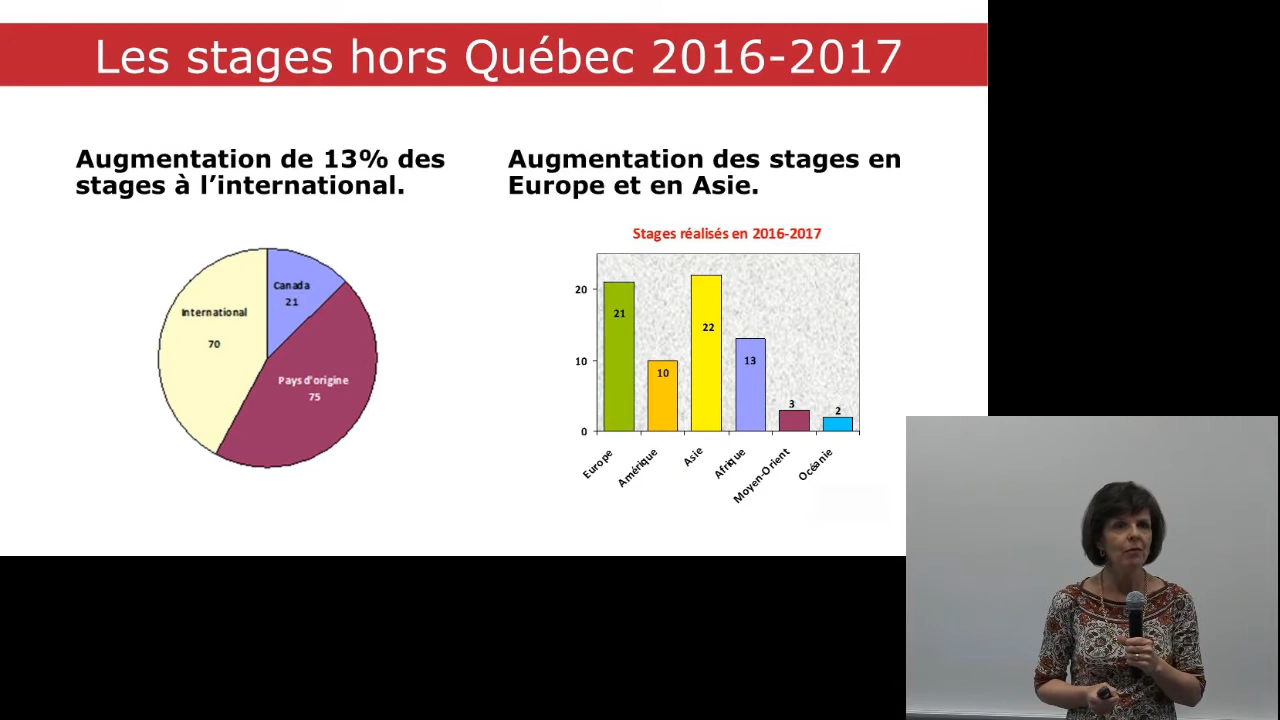 Les stages hors Québec 2016-2017
Augmentation de 13% des
stages à l'international.
Augmentation des stages en
Europe et en Asie.
International
70
Canada
21
Pays d'origine
75
Stages réalisés en 2016-2017
20
10
0
21
10
22
13
3
2
Europe
Amérique
Asie
Afrique
Moyen-Orient
Océanie